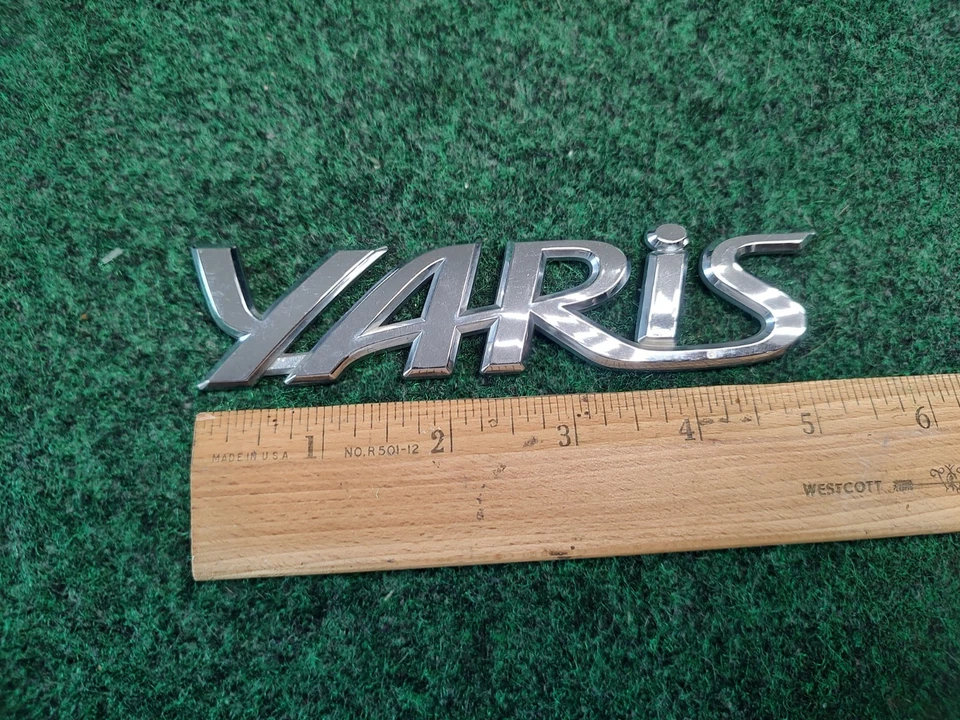 YARiS
1 2 3 4 5 6
MADE IN U.S.A. NO. R501-12
WESTCOTT